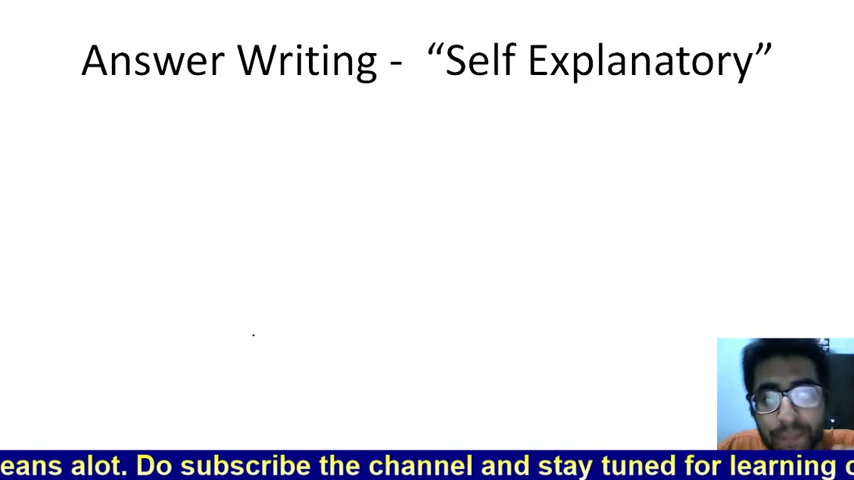 Answer Writing - “Self Explanatory”
eans alot. Do subscribe the channel and stay tuned for learning